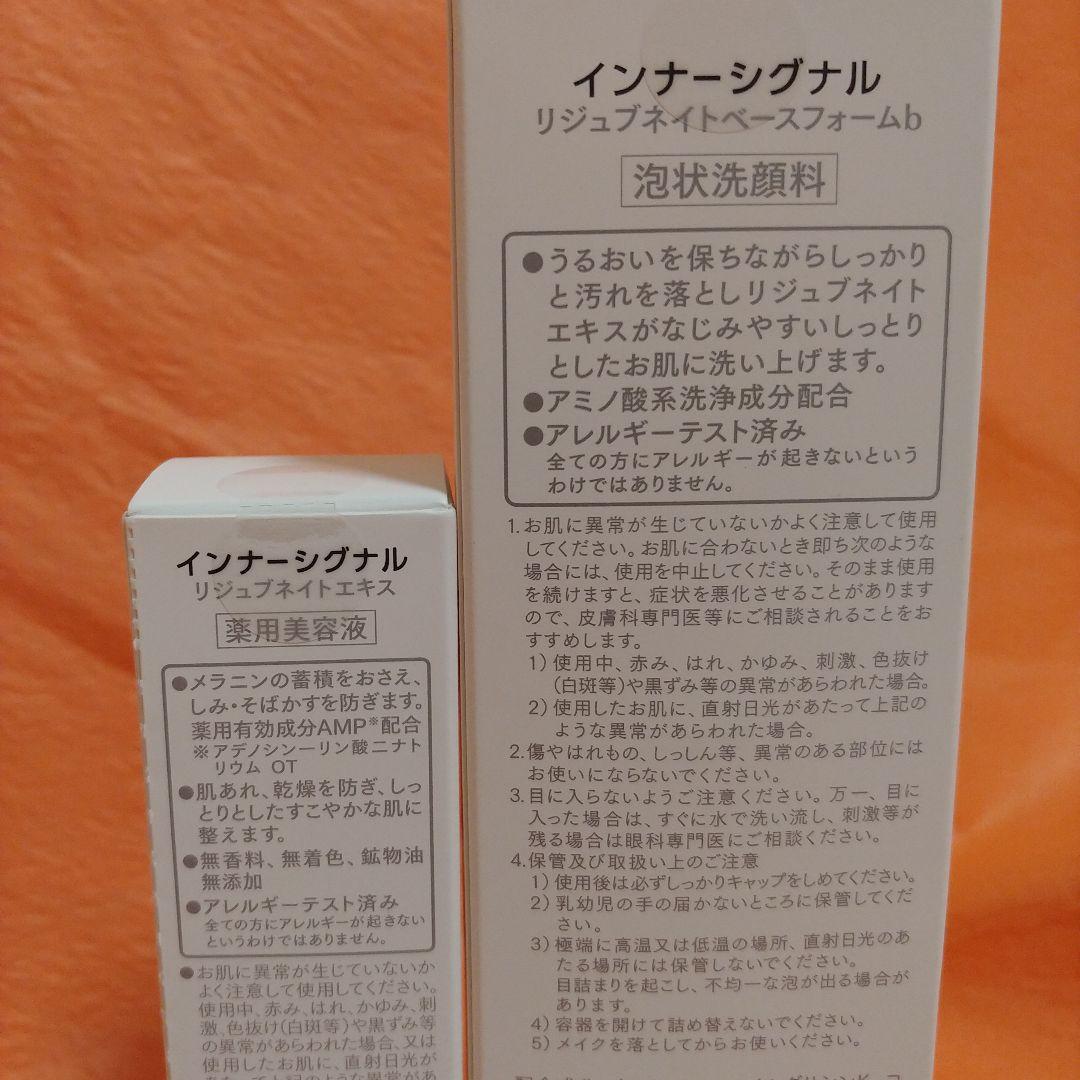 インナーシグナル
リジュブネイトベースフォームb
泡状洗顔料
●うるおいを保ちながらしっかり
と汚れを落としリジュブネイト
エキスがなじみやすいしっとり
としたお肌に洗い上げます。
●アミノ酸系洗浄成分配合
●アレルギーテスト済み
全ての方にアレルギーが起きないという
わけではありません。
1.お肌に異常が生じていないかよく注意して使用
してください。お肌に合わないとき即ち次のような
場合には、使用を中止してください。そのまま使用
を続けますと、症状を悪化させることがあります
ので、皮膚科専門医等にご相談されることをお
すすめします。
1)使用中、赤み、はれ、かゆみ、刺激、色抜け
(白斑等)や黒ずみ等の異常があらわれた場合。
2)使用したお肌に、直射日光があたって上記の
ような異常があらわれた場合。
2.傷やはれもの、しっしん等、異常のある部位には
お使いにならないでください。
3.目に入らないようご注意ください。万一、目に
入った場合は、すぐに水で洗い流し、刺激等が
残る場合は眼科専門医にご相談ください。
4.保管及び取扱い上のご注意
1)使用後は必ずしっかりキャップをしめてください。
2)乳幼児の手の届かないところに保管してくだ
さい。
3)極端に高温又は低温の場所、直射日光のあ
たる場所には保管しないでください。
目詰まりを起こし、不均一な泡が出る場合が
あります。
4)容器を開けて詰め替えないでください。
5)メイクを落としてからお使いください。
インナーシグナル
リジュブネイトエキス
薬用美容液
●メラニンの蓄積をおさえ、
しみ・そばかすを防ぎます。
薬用有効成分AMP※配合
※アデノシン一リン酸二ナト
リウム OT
●肌あれ、乾燥を防ぎ、しっ
とりとしたすこやかな肌に
整えます。
●無香料、無着色、鉱物油
無添加
●アレルギーテスト済み
全ての方にアレルギーが起きない
というわけではありません。
●お肌に異常が生じていないか
よく注意して使用してください。
使用中、赤み、はれ、かゆみ、刺
激、色抜け(白斑等)や黒ずみ等
の異常があらわれた場合、又は
使用したお肌に、直射日光が